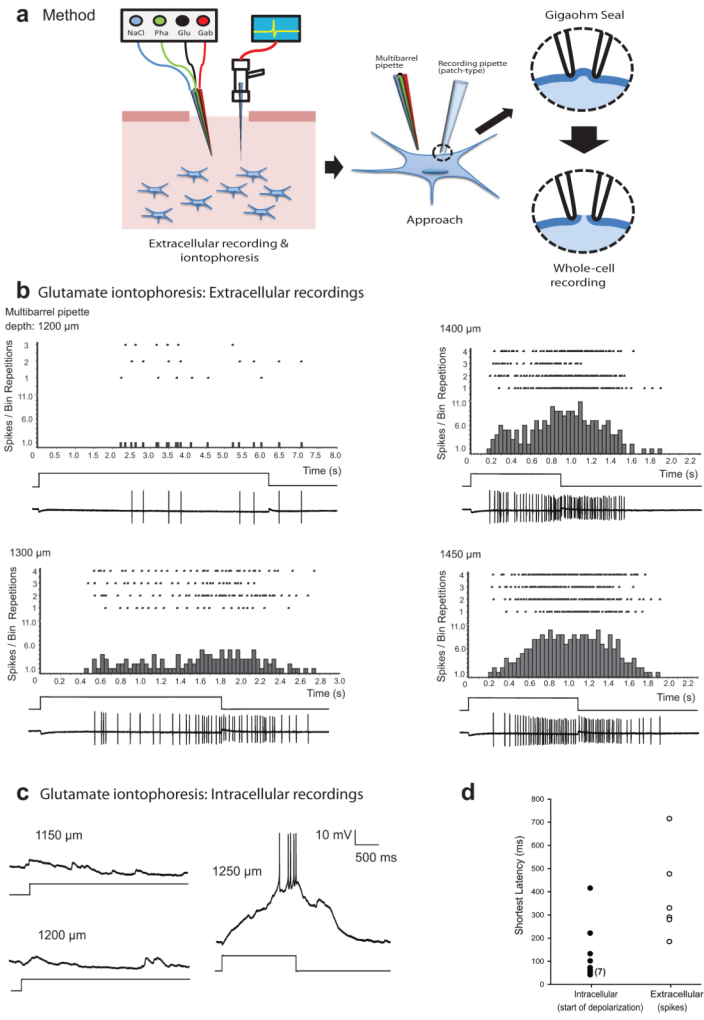 a Method
NaCl Pha Glu Gab
Extracellular recording &
iontophoresis
Multibarrel
pipette
Recording pipette
(patch-type)
Approach
Gigaohm Seal
Whole-cell
recording
b Glutamate iontophoresis: Extracellular recordings
Multibarrel pipette
depth: 1200 µm
Spikes / Bin Repetitions
3
2
1
11.0
6.0
1.0
0 0.5 1.0 1.5 2.0 2.5 3.0 3.5 4.0 4.5 5.0 5.5 6.0 6.5 7.0 7.5 8.0
Time (s)
1400 µm
Spikes / Bin Repetitions
4
3
2
1
11.0
6.0
1.0
0 0.2 0.4 0.6 0.8 1.0 1.2 1.4 1.6 1.8 2.0 2.2
Time (s)
1300 µm
Spikes / Bin Repetitions
4
3
2
1
11.0
6.0
1.0
0.2 0.4 0.6 0.8 1.0 1.2 1.4 1.6 1.8 2.0 2.2 2.4 2.6 2.8 3.0
Time (s)
1450 µm
Spikes / Bin Repetitions
4
3
2
1
11.0
6.0
1.0
0 0.2 0.4 0.6 0.8 1.0 1.2 1.4 1.6 1.8 2.0 2.2
Time (s)
c Glutamate iontophoresis: Intracellular recordings
1150 µm
1200 µm
1250 µm
10 mV
500 ms
d
Shortest Latency (ms)
800
700
600
500
400
300
200
100
0
(7)
Intracellular
(start of depolarization)
Extracellular
(spikes)